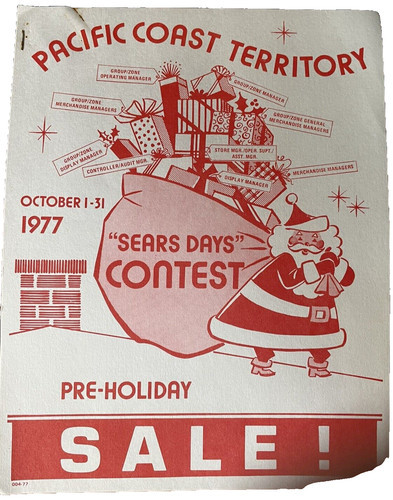 PACIFIC COAST TERRITORY
GROUP/ZONE
OPERATING MANAGER
GROUP/ZONE MANAGER
GROUP/ZONE
MERCHANDISE MANAGERS
GROUP/ZONE GENERAL
MERCHANDISE MANAGERS
GROUP/ZONE
DISPLAY MANAGER
STORE MGR./OPER. SUPT./
ASST. MGR.
CONTROLLER/AUDIT MGR.
DISPLAY MANAGER
MERCHANDISE MANAGERS
OCTOBER 1-31
1977
"SEARS DAYS"
CONTEST
PRE-HOLIDAY
SALE!
D04-77